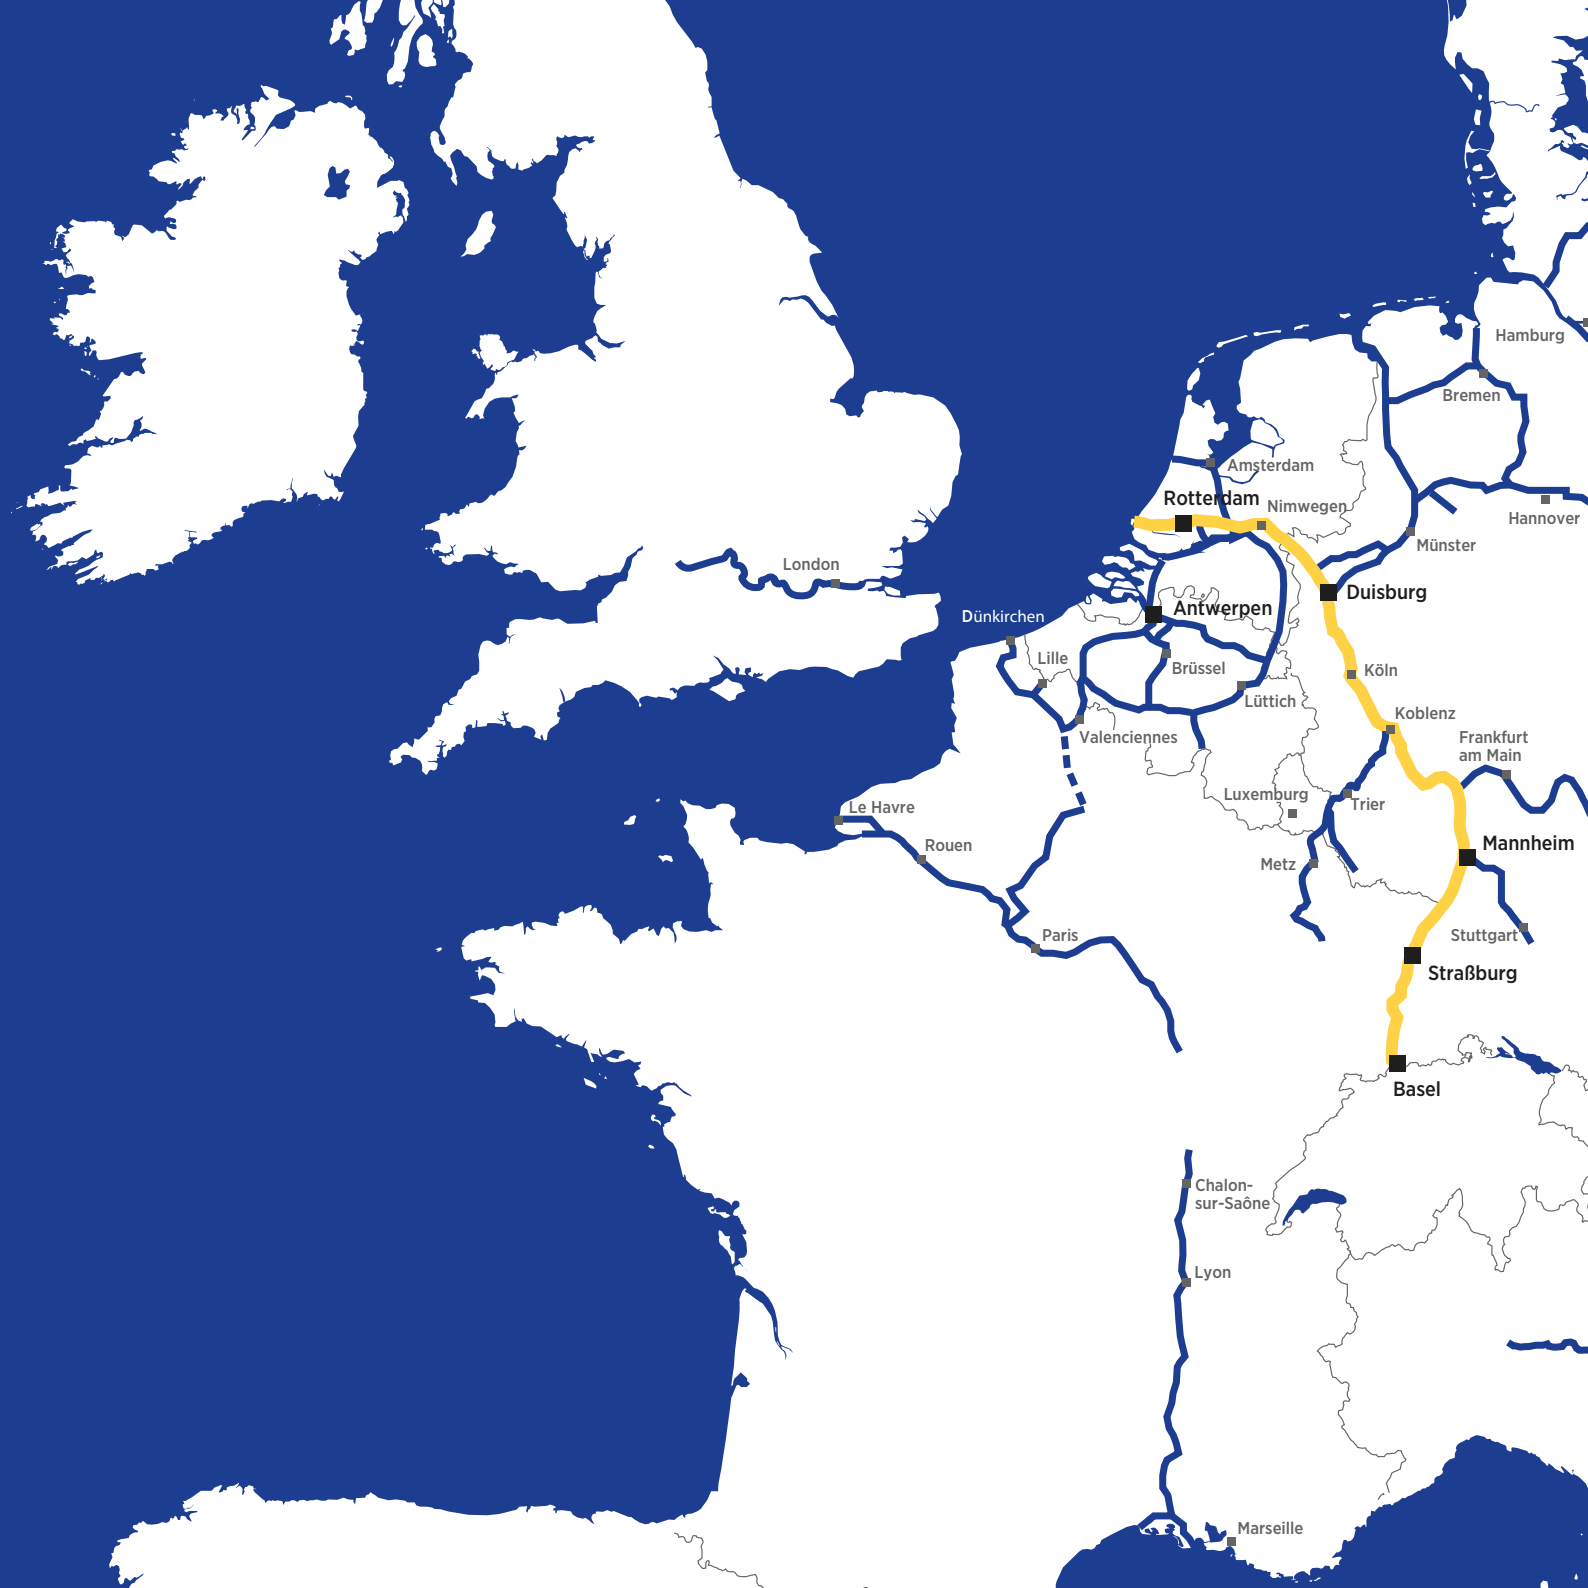 Hamburg
Bremen
Amsterdam
Rotterdam
Nimwegen
Hannover
Münster
London
Duisburg
Antwerpen
Dünkirchen
Lille
Brüssel
Köln
Lüttich
Koblenz
Valenciennes
Frankfurt
am Main
Luxemburg
Trier
Le Havre
Rouen
Mannheim
Metz
Paris
Stuttgart
Straßburg
Basel
Chalon-
sur-Saône
Lyon
Marseille